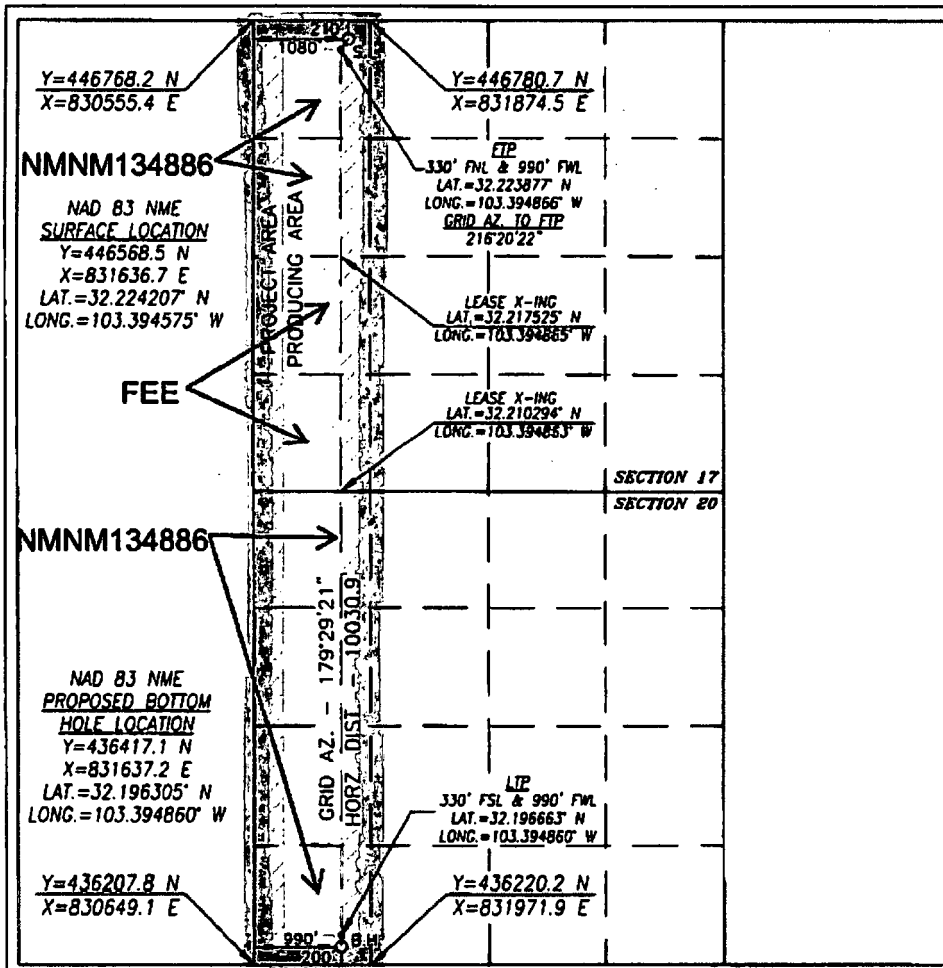 210'
1080'
S.L.
Y=446768.2 N
X=830555.4 E
Y=446780.7 N
X=831874.5 E
NMNM134886
FTP
330' FNL & 990' FWL
LAT.=32.223877° N
LONG.=103.394866° W
GRID AZ. TO FTP
216°20'22"
NAD 83 NME
SURFACE LOCATION
Y=446568.5 N
X=831636.7 E
LAT.=32.224207° N
LONG.=103.394575° W
PROJECT AREA
PRODUCING AREA
LEASE X-ING
LAT.=32.217525° N
LONG.=103.394865° W
FEE
LEASE X-ING
LAT.=32.210294° N
LONG.=103.394863° W
SECTION 17
SECTION 20
NMNM134886
GRID AZ. - 179°29'21"
HORZ. DIST. - 10030.9
NAD 83 NME
PROPOSED BOTTOM
HOLE LOCATION
Y=436417.1 N
X=831637.2 E
LAT.=32.196305° N
LONG.=103.394860° W
LTP
330' FSL & 990' FWL
LAT.=32.196663° N
LONG.=103.394860° W
Y=436207.8 N
X=830649.1 E
Y=436220.2 N
X=831971.9 E
990'
B.H.
200'